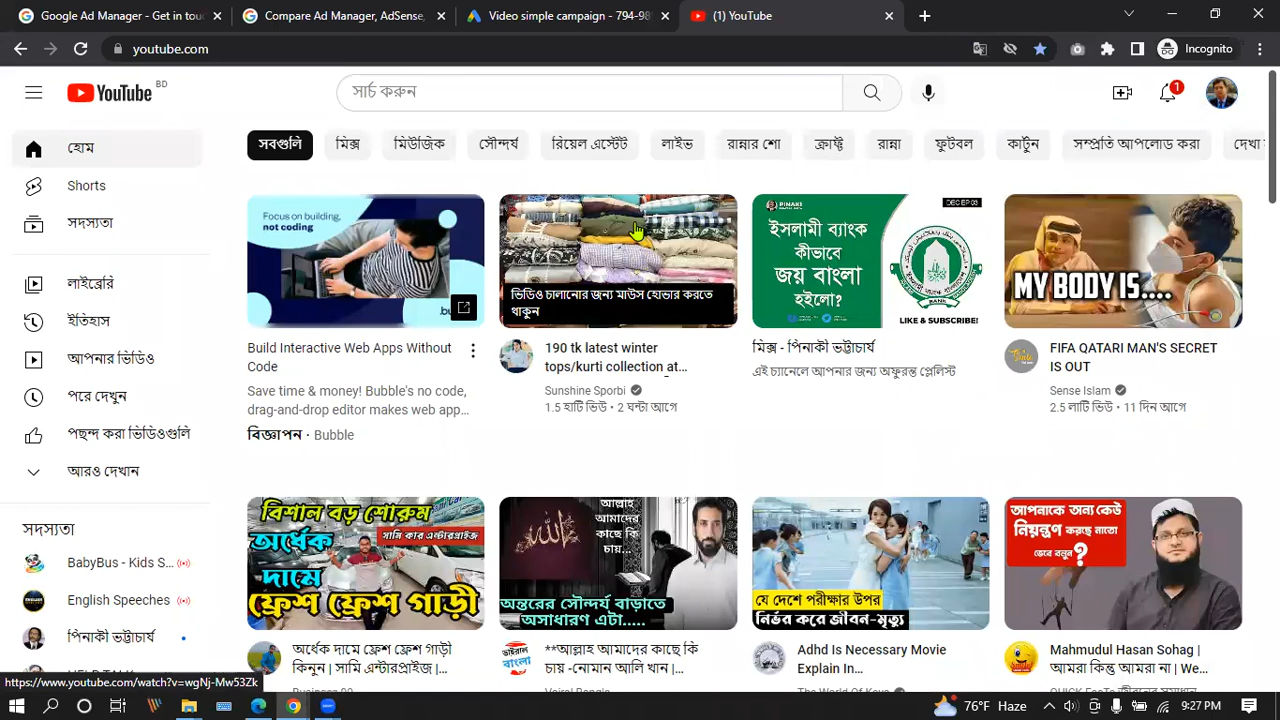 Google Ad Manager - Get in touc
Compare Ad Manager, AdSense,
Video simple campaign - 794-98
(1) YouTube
youtube.com
Incognito
YouTube BD
সার্চ করুন
1
হোম
Shorts
সদস্যতা
লাইব্রেরি
ইতিহাস
আপনার ভিডিও
পরে দেখুন
পছন্দ করা ভিডিওগুলি
আরও দেখান
সদস্যতা
BabyBus - Kids S...
English Speeches
পিনাকী ভট্টাচার্য
সবগুলি
মিক্স
মিউজিক
সৌন্দর্য
রিয়েল এস্টেট
লাইভ
রান্নার শো
ক্রাফ্ট
রান্না
ফুটবল
কার্টুন
সম্প্রতি আপলোড করা
দেখা
Focus on building,
not coding
.bu
Build Interactive Web Apps Without
Code
Save time & money! Bubble's no code,
drag-and-drop editor makes web app...
বিজ্ঞাপন · Bubble
ভিডিও চালানোর জন্য মাউস হোভার করতে
থাকুন
190 tk latest winter
tops/kurti collection at...
Sunshine Sporbi
1.5 হাটি ভিউ • 2 ঘন্টা আগে
PINAKI
DEC EP 03
ইসলামী ব্যাংক
কীভাবে
জয় বাংলা
হইলো?
LIKE & SUBSCRIBE!
মিক্স - পিনাকী ভট্টাচার্য
এই চ্যানেলে আপনার জন্য অফুরন্ত প্লেলিস্ট
MY BODY IS....
FIFA QATARI MAN'S SECRET
IS OUT
Sense Islam
2.5 লাটি ভিউ • 11 দিন আগে
বিশাল বড় শোরুম
সামি কার এন্টারপ্রাইজ
অর্ধেক
দামে
ফ্রেশ ফ্রেশ গাড়ী
অর্ধেক দামে ফ্রেশ ফ্রেশ গাড়ী
কিনুন | সামি এন্টারপ্রাইজ |
আল্লাহ
আমাদের
কাছে কি
চায়...
অন্তরের সৌন্দর্য বাড়াতে
অসাধারণ এটা.....
**আল্লাহ আমাদের কাছে কি
চায় -নোমান আলি খান |
যে দেশে পরীক্ষার উপর
নির্ভর করে জীবন-মৃত্যু
Adhd Is Necessary Movie
Explain In...
আপনাকে অন্য কেউ
নিয়ন্ত্রণ করছে নাতো
ভেবে বলুন ?
Mahmudul Hasan Sohag |
আমরা কিন্তু আমরা না | We...
https://www.youtube.com/watch?v=wgNj-Mw53Zk
76°F Haze
9:27 PM